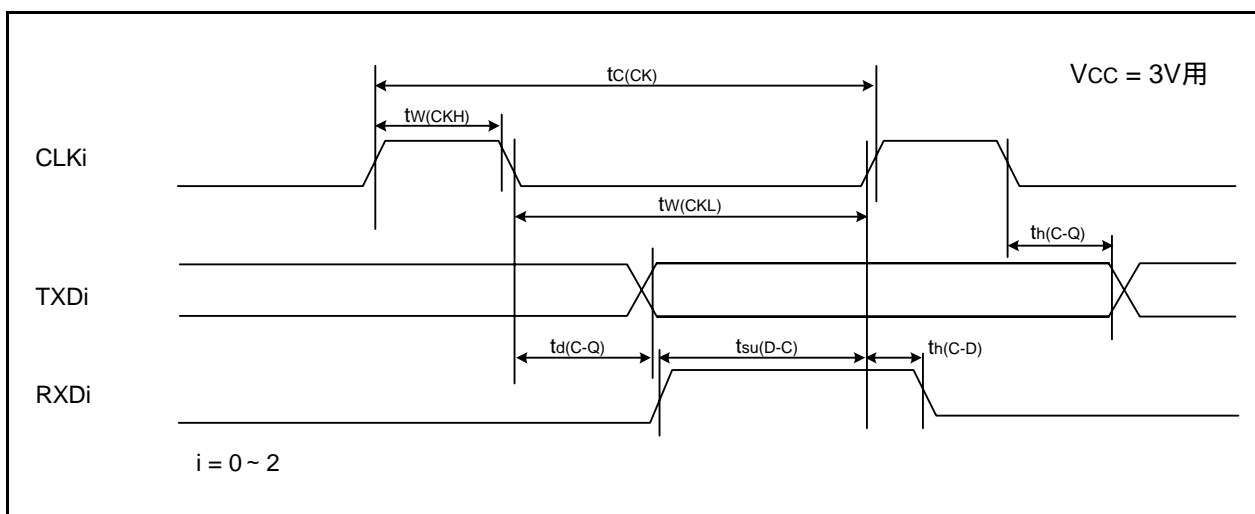 tC(CK)
VCC = 3V用
tW(CKH)
CLKi
tW(CKL)
th(C-Q)
TXDi
td(C-Q)
tsu(D-C)
th(C-D)
RXDi
i = 0 ~ 2